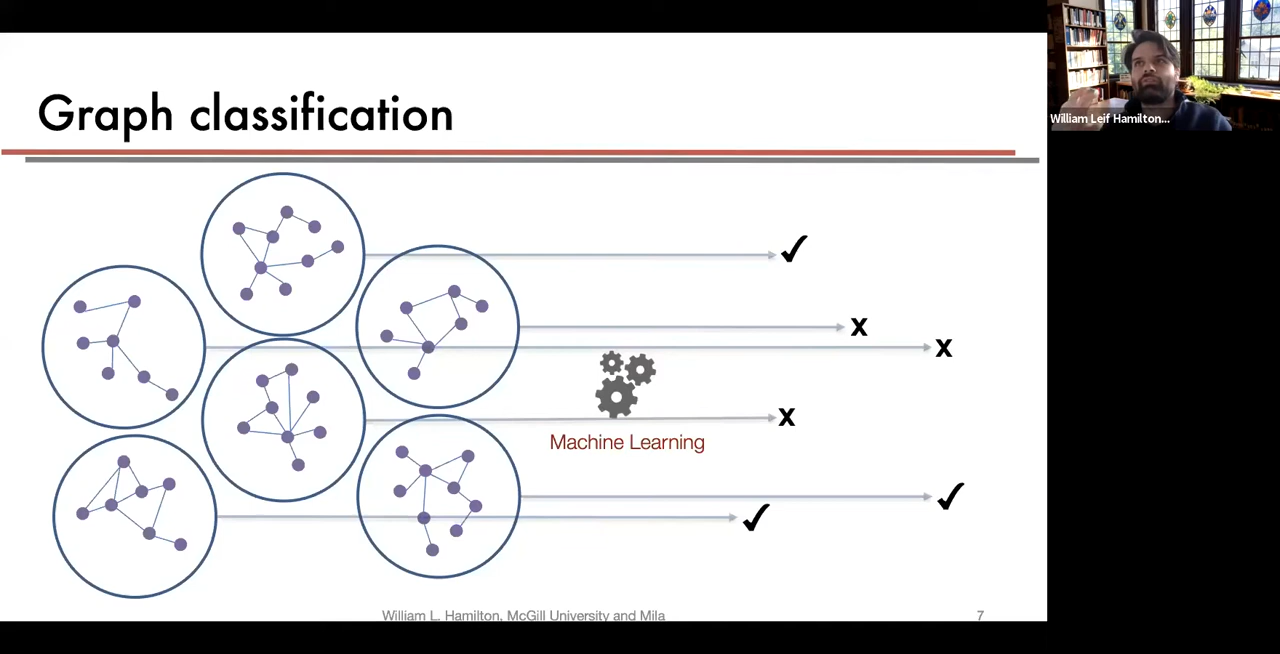 Graph classification
William Leif Hamilton...
✓
x
x
x
Machine Learning
✓
✓
William L. Hamilton, McGill University and Mila
7